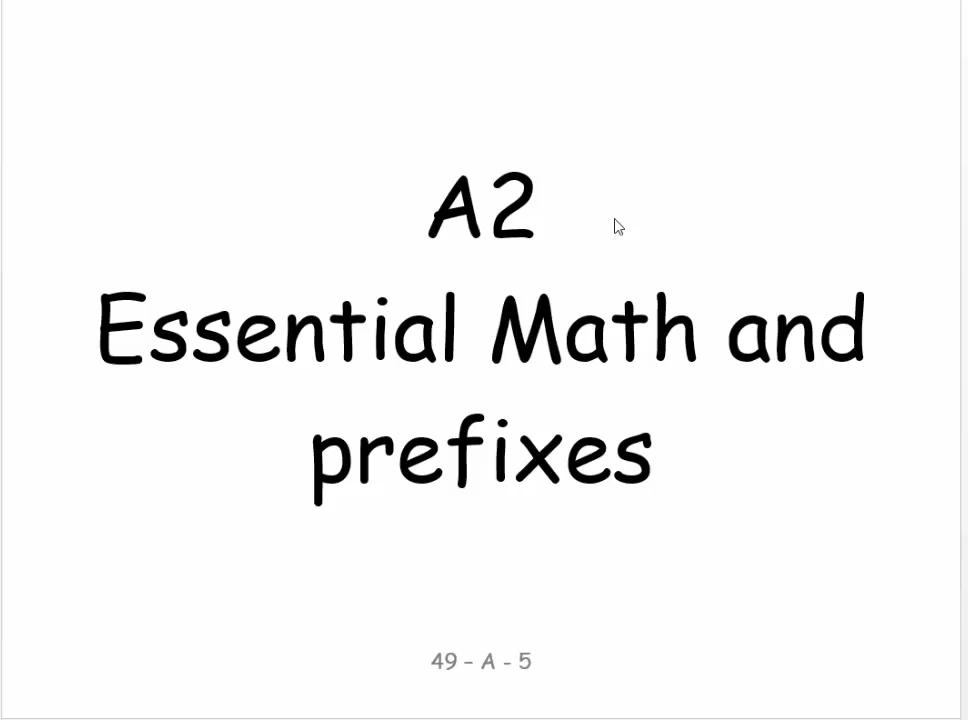 A2
Essential Math and
prefixes
49 – A - 5